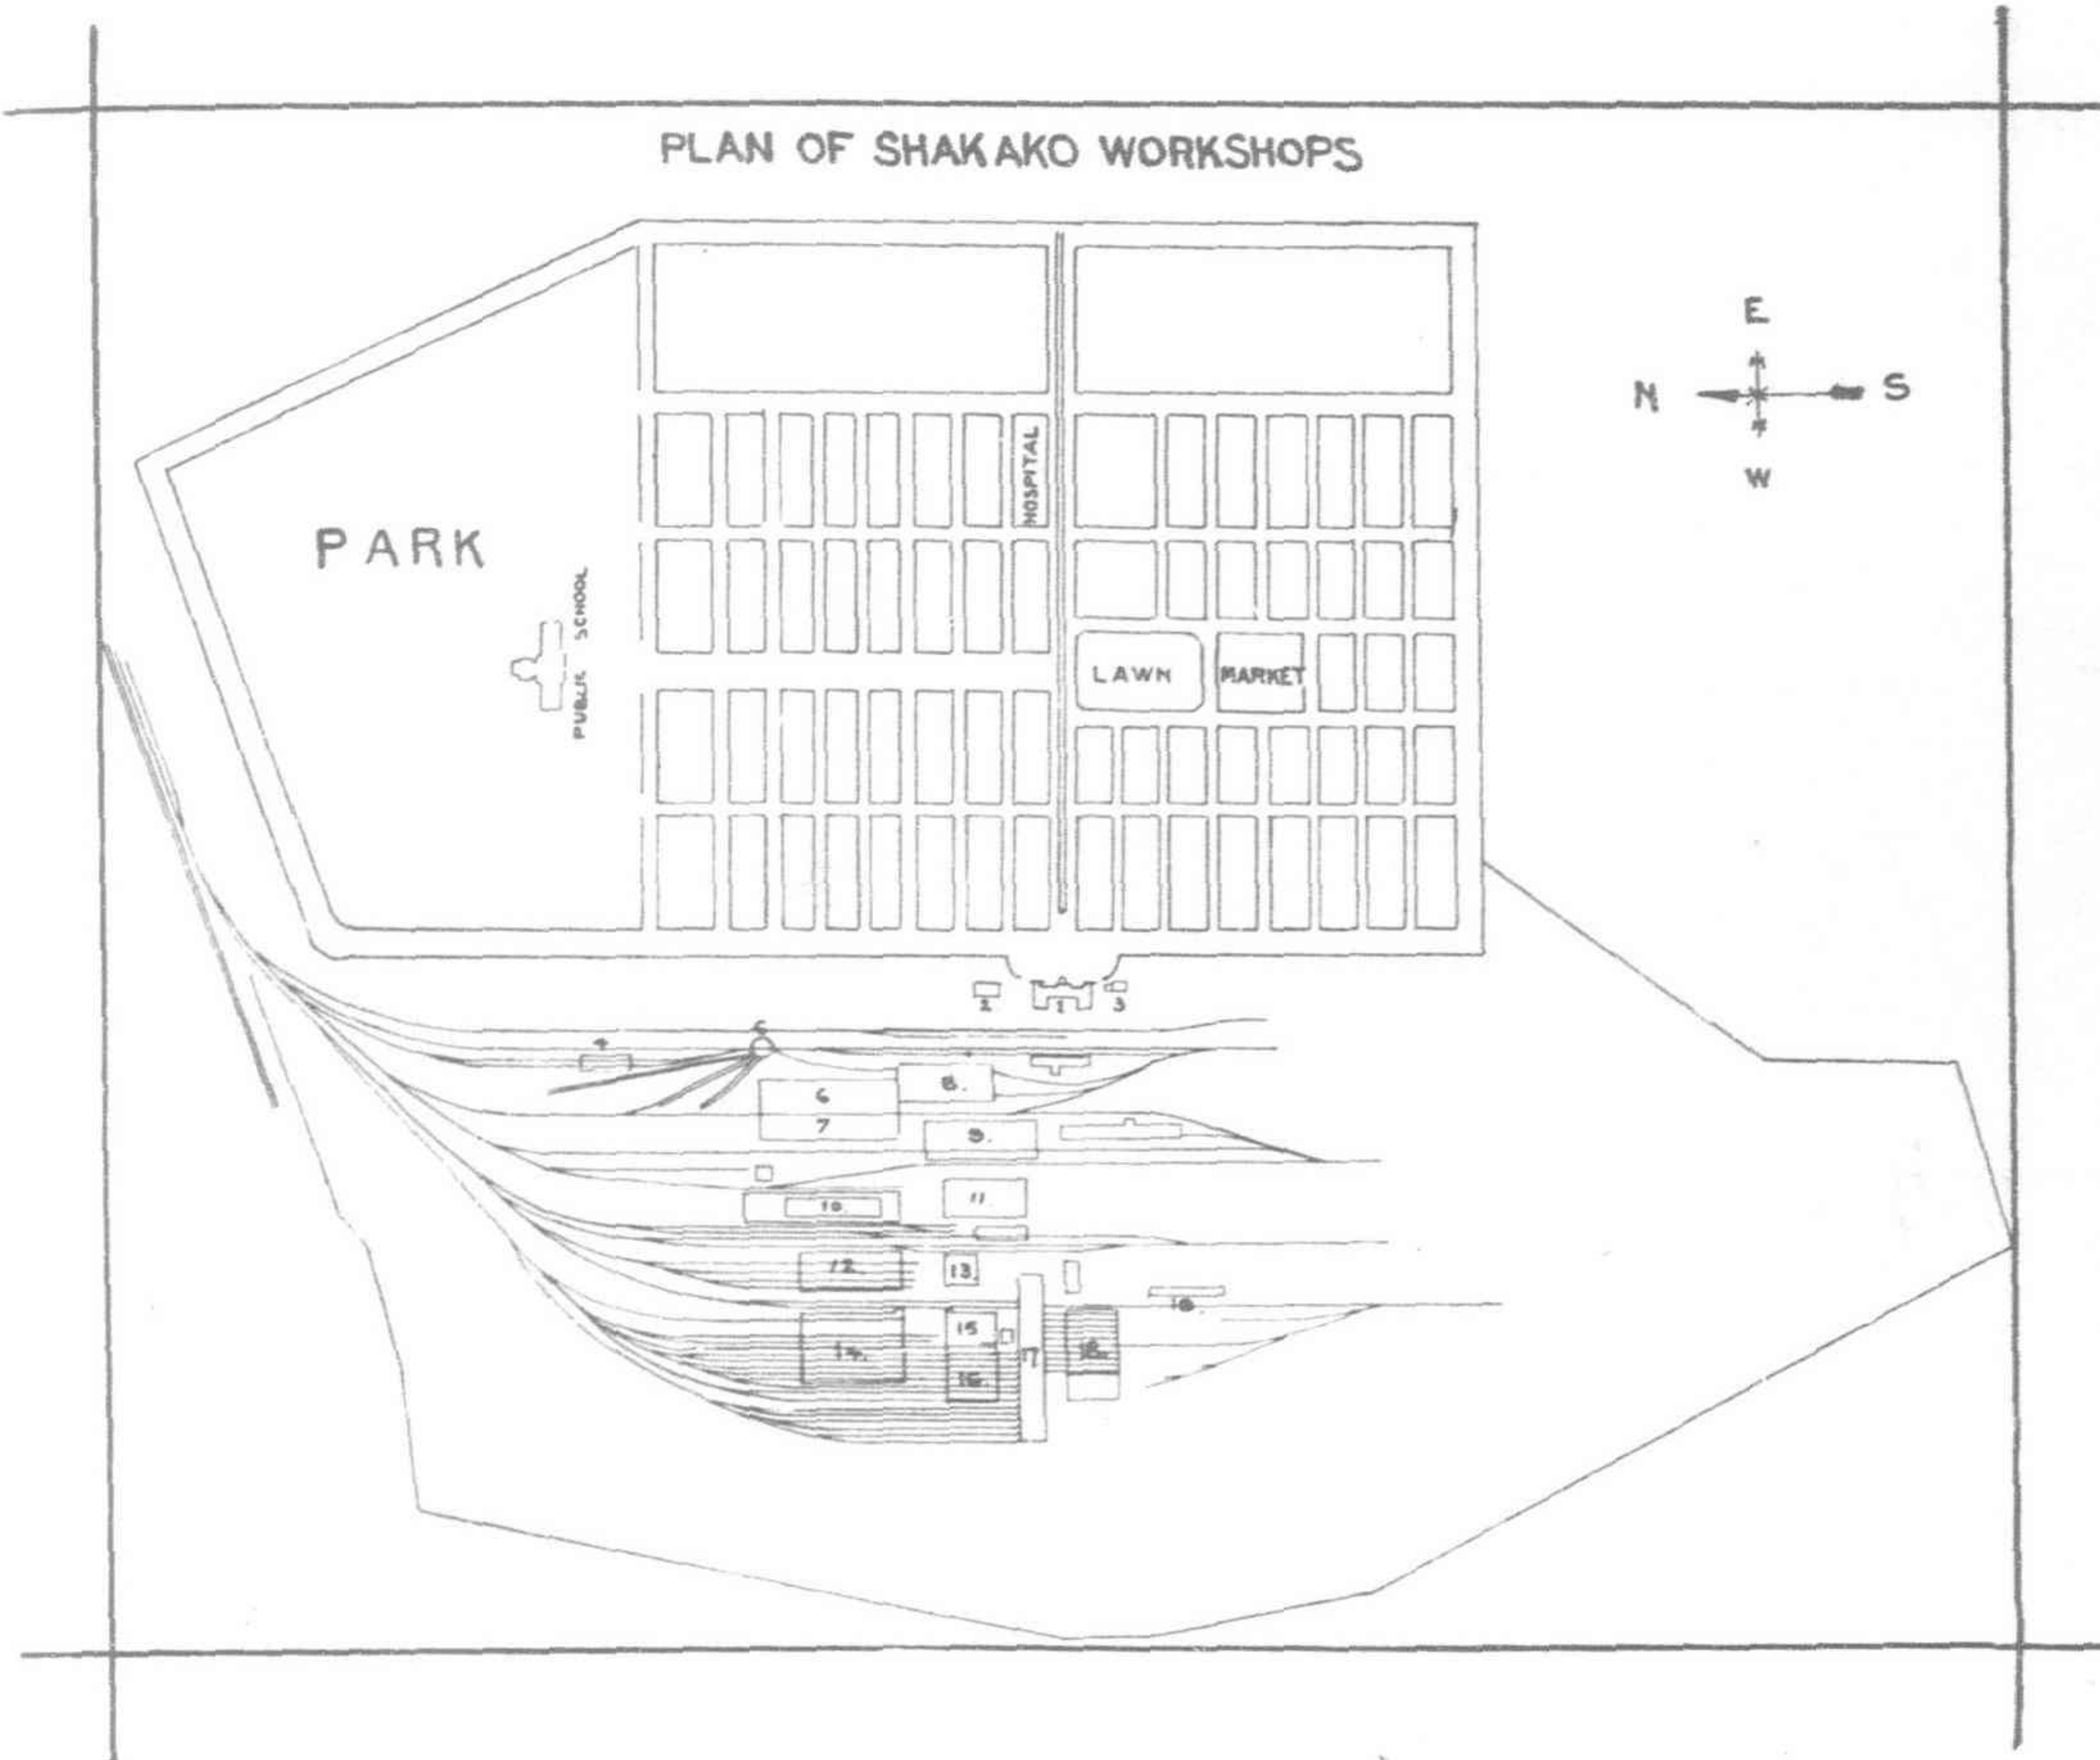 PLAN OF SHAKAKO WORKSHOPS
E
N
S
W
HOSPITAL
PARK
PUBLIC SCHOOL
LAWN
MARKET
2
1
3
4
5
6
8.
7
9.
10.
11
12.
13.
15
14.
17
18.
16.